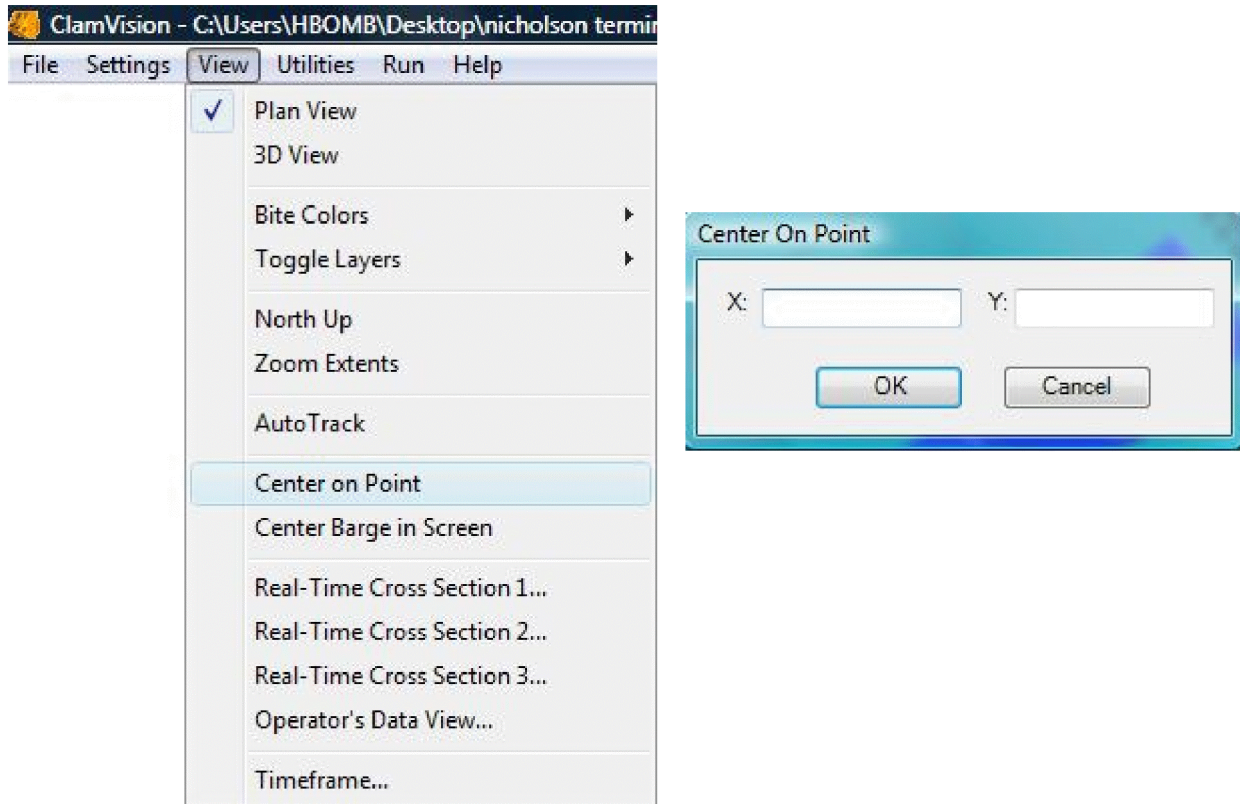 ClamVision - C:\Users\HBOMB\Desktop\nicholson
File Settings View Utilities Run Help
Plan View
3D View
Bite Colors
Toggle Layers
North Up
Zoom Extents
AutoTrack
Center on Point
Center Barge in Screen
Real-Time Cross Section 1...
Real-Time Cross Section 2...
Real-Time Cross Section 3...
Operator's Data View...
Timeframe...
Center On Point
X: Y:
OK Cancel